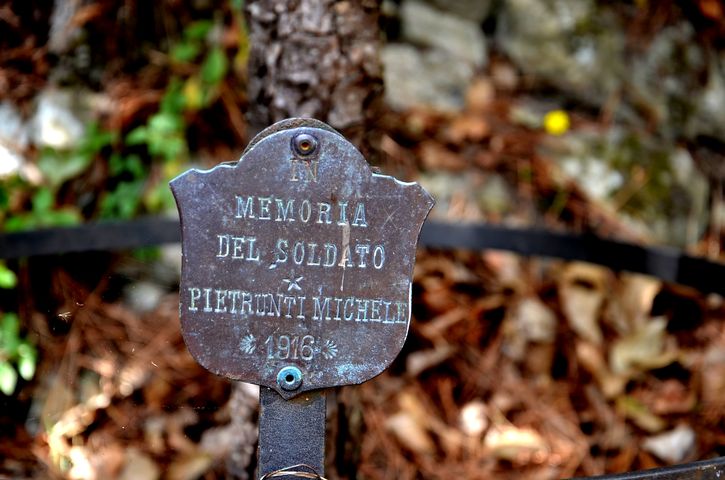 IN
MEMORIA
DEL SOLDATO
PIETRUNTI MICHELE
1916